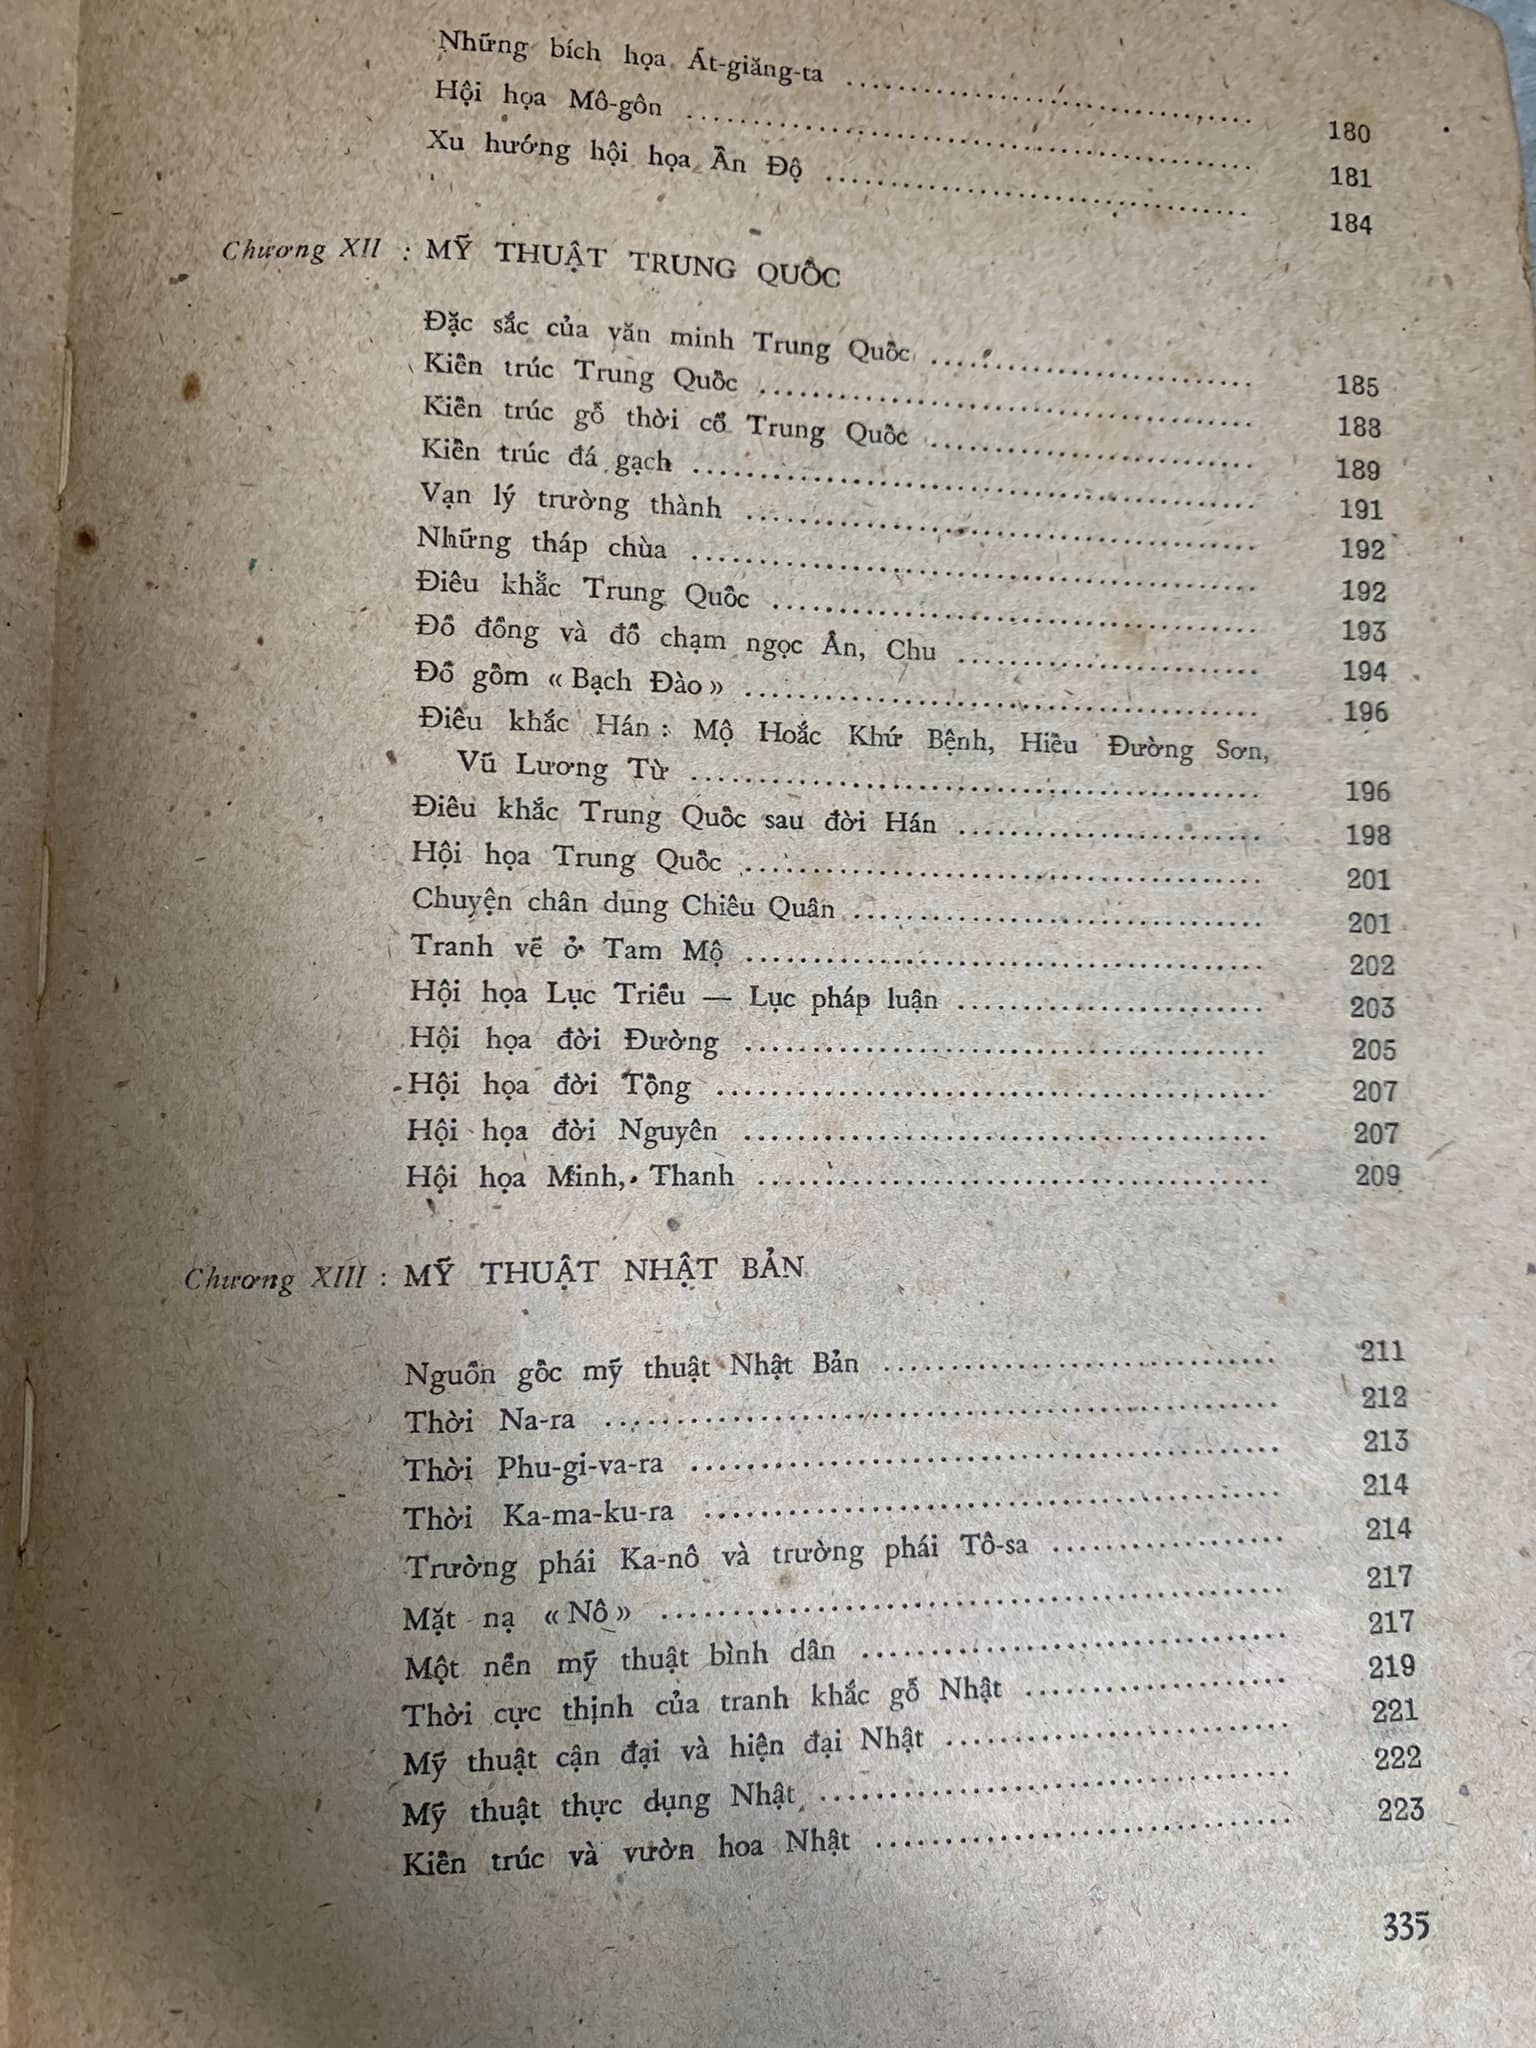 Những bích họa Át-giăng-ta ........ 180
Hội họa Mô-gôn ........ 181
Xu hướng hội họa Ấn Độ ........ 184
Chương XII : MỸ THUẬT TRUNG QUỐC
Đặc sắc của văn minh Trung Quốc ........ 185
Kiến trúc Trung Quốc ........ 188
Kiến trúc gỗ thời cổ Trung Quốc ........ 189
Kiến trúc đá gạch ........ 191
Vạn lý trường thành ........ 192
Những tháp chùa ........ 192
Điêu khắc Trung Quốc ........ 193
Đồ đồng và đồ chạm ngọc Ân, Chu ........ 194
Đồ gốm « Bạch Đào » ........ 196
Điêu khắc Hán : Mộ Hoắc Khứ Bệnh, Hiếu Đường Sơn,
Vũ Lương Từ ........ 196
Điêu khắc Trung Quốc sau đời Hán ........ 198
Hội họa Trung Quốc ........ 201
Chuyện chân dung Chiêu Quân ........ 201
Tranh vẽ ở Tam Mộ ........ 202
Hội họa Lục Triều — Lục pháp luận ........ 203
Hội họa đời Đường ........ 205
Hội họa đời Tống ........ 207
Hội họa đời Nguyên ........ 207
Hội họa Minh, Thanh ........ 209
Chương XIII : MỸ THUẬT NHẬT BẢN
Nguồn gốc mỹ thuật Nhật Bản ........ 211
Thời Na-ra ........ 212
Thời Phu-gi-va-ra ........ 213
Thời Ka-ma-ku-ra ........ 214
Trường phái Ka-nô và trường phái Tô-sa ........ 214
Mặt nạ « Nô » ........ 217
Một nền mỹ thuật bình dân ........ 217
Thời cực thịnh của tranh khắc gỗ Nhật ........ 219
Mỹ thuật cận đại và hiện đại Nhật ........ 221
Mỹ thuật thực dụng Nhật ........ 222
Kiến trúc và vườn hoa Nhật ........ 223
335